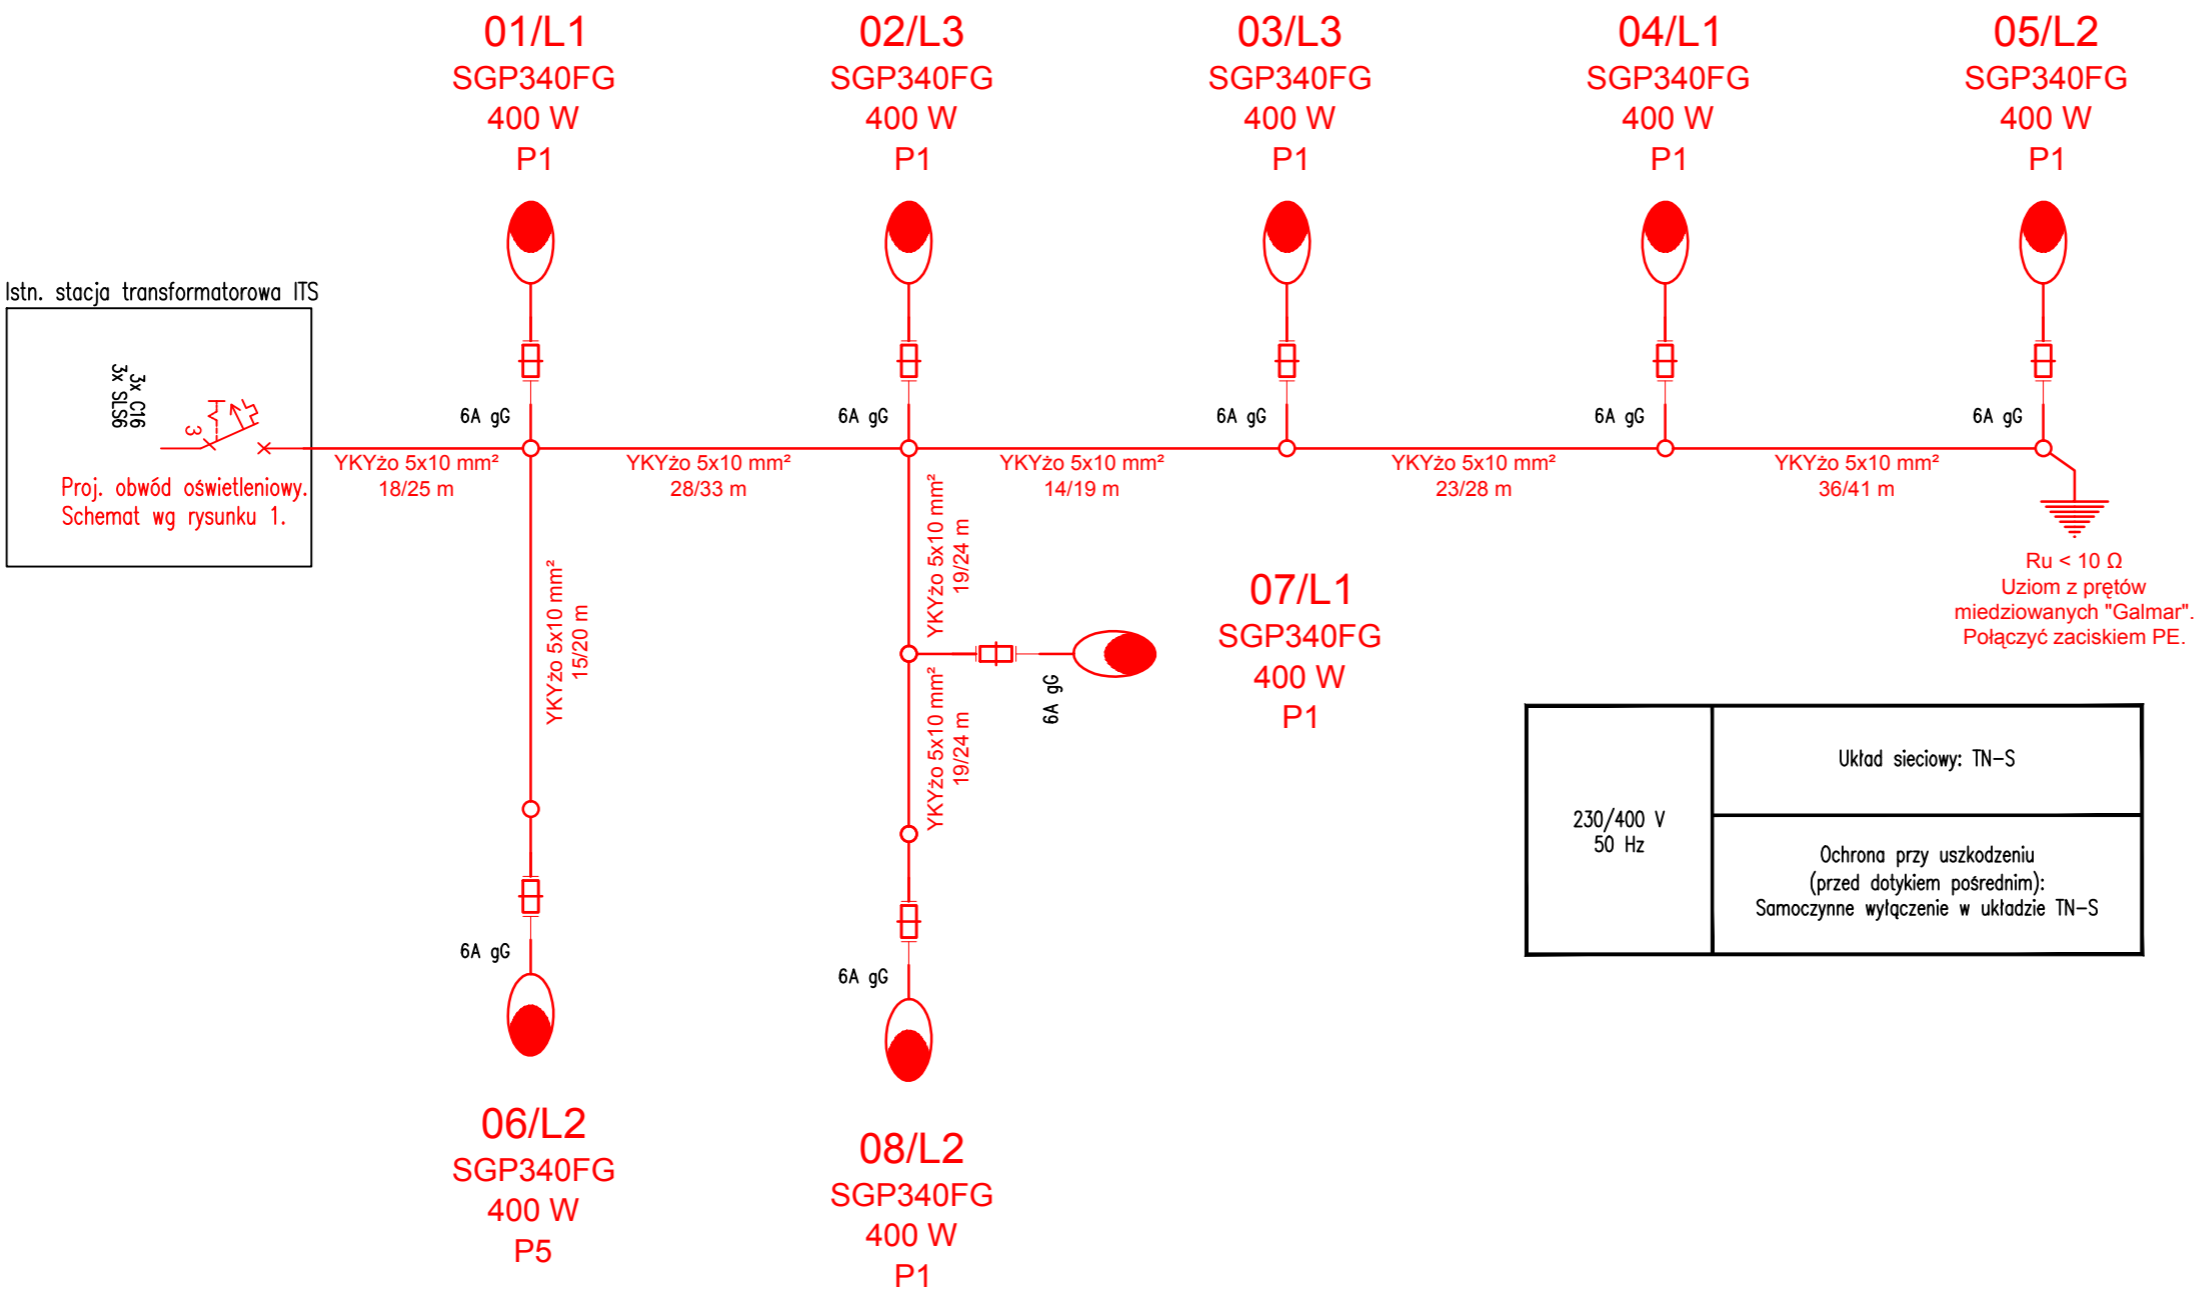 01/L1
SGP340FG
400 W
P1
02/L3
SGP340FG
400 W
P1
03/L3
SGP340FG
400 W
P1
04/L1
SGP340FG
400 W
P1
05/L2
SGP340FG
400 W
P1
Istn. stacja transformatorowa ITS
3x C16
3x SLS6
3
Proj. obwód oświetleniowy.
Schemat wg rysunku 1.
6A gG
6A gG
6A gG
6A gG
6A gG
YKYżo 5x10 mm²
18/25 m
YKYżo 5x10 mm²
28/33 m
YKYżo 5x10 mm²
14/19 m
YKYżo 5x10 mm²
23/28 m
YKYżo 5x10 mm²
36/41 m
YKYżo 5x10 mm²
15/20 m
YKYżo 5x10 mm²
19/24 m
YKYżo 5x10 mm²
19/24 m
6A gG
07/L1
SGP340FG
400 W
P1
Ru < 10 Ω
Uziom z prętów
miedziowanych "Galmar".
Połączyć zaciskiem PE.
230/400 V
50 Hz
Układ sieciowy: TN-S
Ochrona przy uszkodzeniu
(przed dotykiem pośrednim):
Samoczynne wyłączenie w układzie TN-S
6A gG
06/L2
SGP340FG
400 W
P5
6A gG
08/L2
SGP340FG
400 W
P1